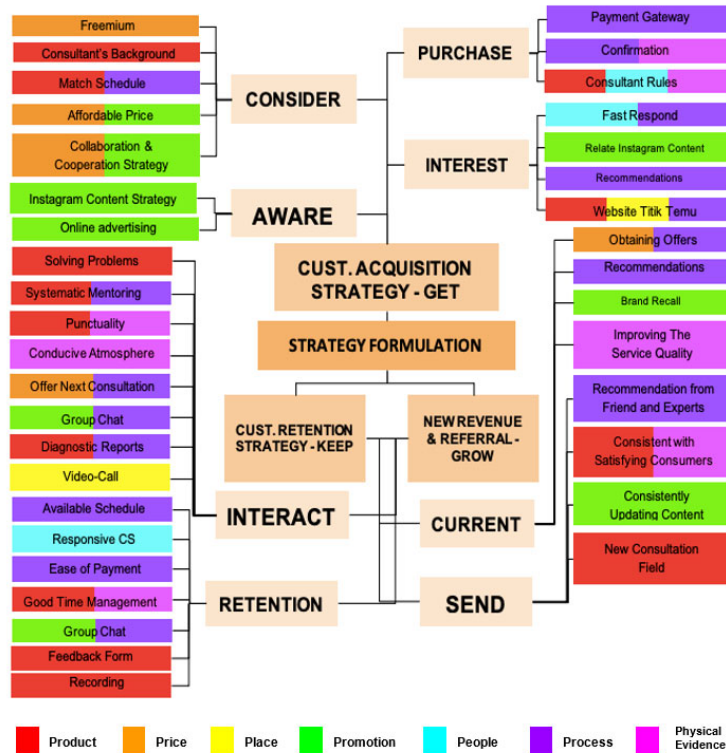 Freemium
Consultant's Background
Match Schedule
Affordable Price
Collaboration &
Cooperation Strategy
CONSIDER
Instagram Content Strategy
Online advertising
AWARE
PURCHASE
Payment Gateway
Confirmation
Consultant Rules
INTEREST
Fast Respond
Relate Instagram Content
Recommendations
Website Titik Temu
CUST. ACQUISITION
STRATEGY - GET
STRATEGY FORMULATION
CUST. RETENTION
STRATEGY - KEEP
NEW REVENUE
& REFERRAL -
GROW
Solving Problems
Systematic Mentoring
Punctuality
Conducive Atmosphere
Offer Next Consultation
Group Chat
Diagnostic Reports
Video-Call
INTERACT
Available Schedule
Responsive CS
Ease of Payment
Good Time Management
Group Chat
Feedback Form
Recording
RETENTION
CURRENT
Obtaining Offers
Recommendations
Brand Recall
Improving The
Service Quality
SEND
Recommendation from
Friend and Experts
Consistent with
Satisfying Consumers
Consistently
Updating Content
New Consultation
Field
Product
Price
Place
Promotion
People
Process
Physical
Evidenc